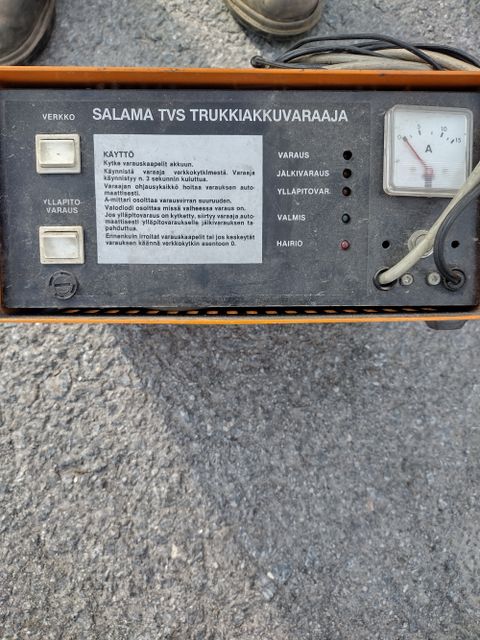 VERKKO
SALAMA TVS TRUKKIAKKUVARAAJA
KÄYTTÖ
Kytke varauskaapelit akkuun.
Käynnistä varaaja verkkokytkimestä. Varaaja
käynnistyy n. 3 sekunnin kuluttua.
Varaajan ohjausyksikkö hoitaa varauksen auto
maattisesti.
A-mittari osoittaa varausvirran suuruuden.
Valodiodi osoittaa missä vaiheessa varaus on.
Jos ylläpitovaraus on kytketty, siirtyy varaaja auto
maattisesti ylläpitovaraukselle jälkivarauksen ta
pahduttua.
Ennenkuin irroitat varauskaapelit tai jos keskeytät
varauksen käännä verkkokytkin asentoon 0.
YLLAPITO
VARAUS
VARAUS
JÄLKIVARAUS
YLLÄPITOVAR.
VALMIS
HAIRIO
0 5 10 15
A